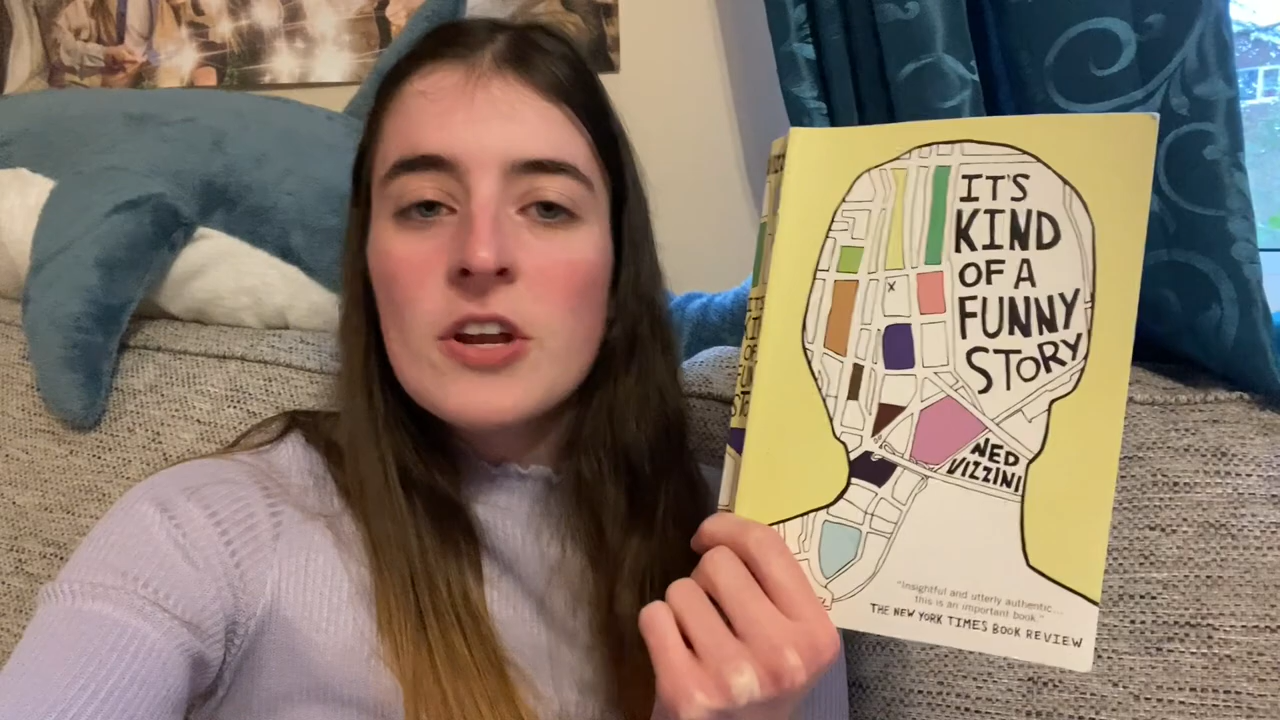 IT'S
KIND
OF A
FUNNY
STORY
NED
VIZZINI
"Insightful and utterly authentic...
this is an important book."
THE NEW YORK TIMES BOOK REVIEW